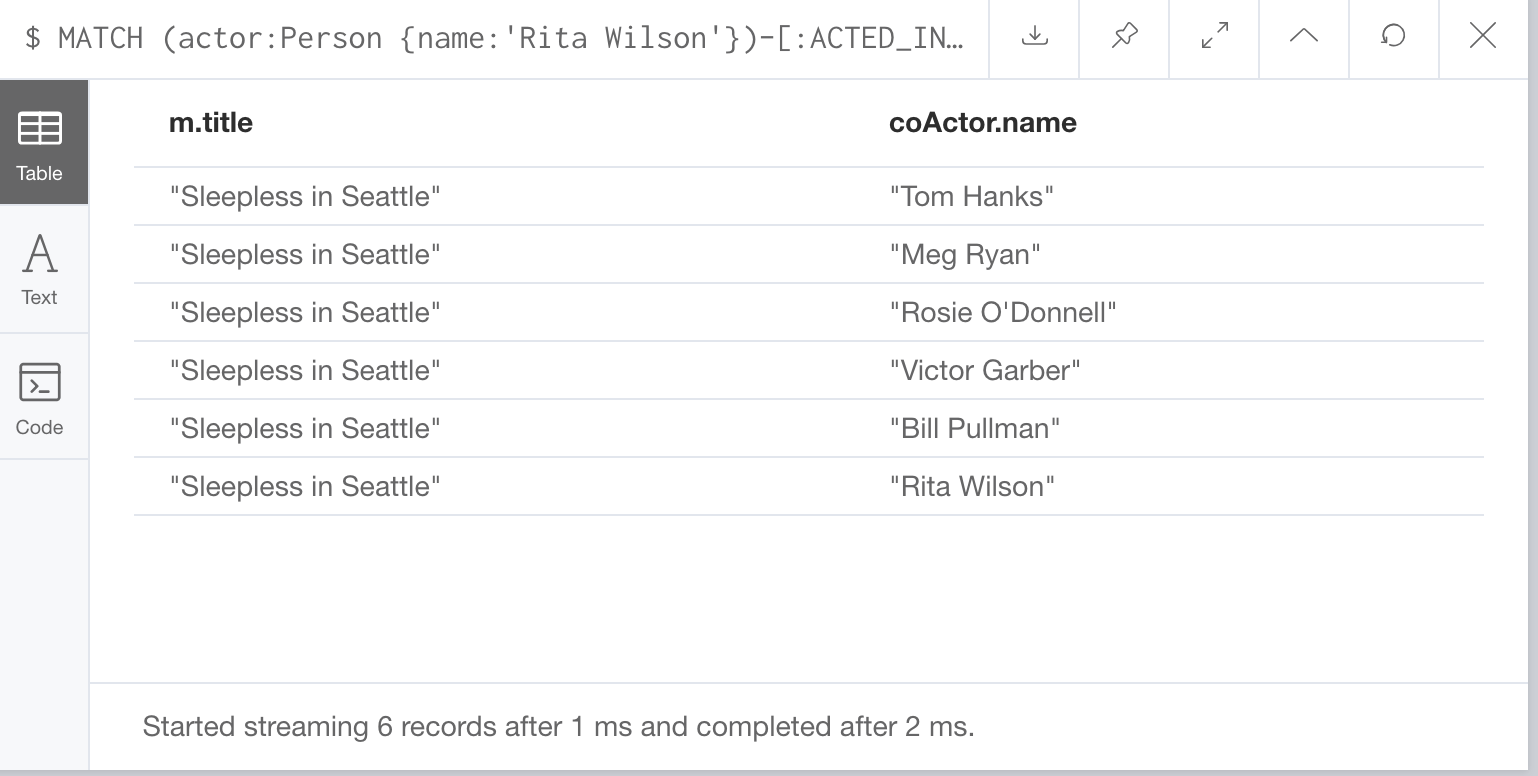 $ MATCH (actor:Person {name:'Rita Wilson'})-[:ACTED_IN…
Table
Text
Code
m.title coActor.name
"Sleepless in Seattle" "Tom Hanks"
"Sleepless in Seattle" "Meg Ryan"
"Sleepless in Seattle" "Rosie O'Donnell"
"Sleepless in Seattle" "Victor Garber"
"Sleepless in Seattle" "Bill Pullman"
"Sleepless in Seattle" "Rita Wilson"
Started streaming 6 records after 1 ms and completed after 2 ms.